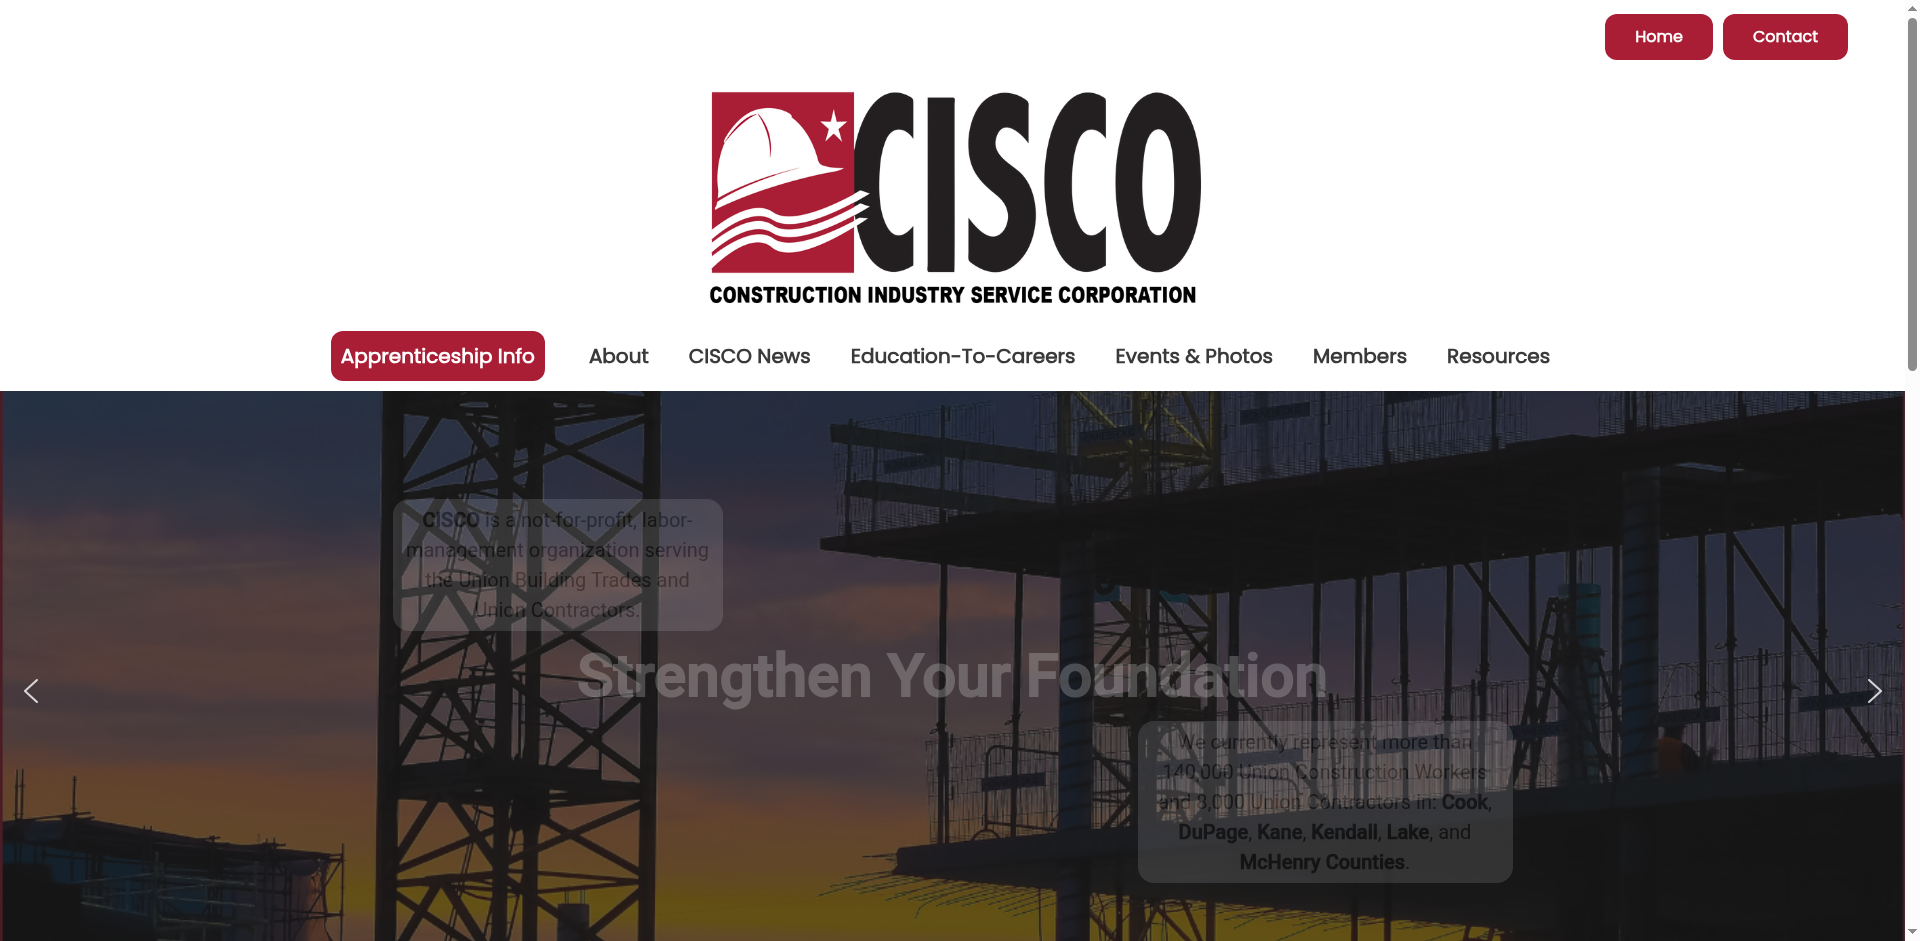 Home Contact
CISCO
CONSTRUCTION INDUSTRY SERVICE CORPORATION
Apprenticeship Info About CISCO News Education-To-Careers Events & Photos Members Resources
CISCO is a not-for-profit, labor-
management organization serving
the Union Building Trades and
Union Contractors.
Strengthen Your Foundation
We currently represent more than
140,000 Union Construction Workers
and 8,000 Union Contractors in: Cook,
DuPage, Kane, Kendall, Lake, and
McHenry Counties.